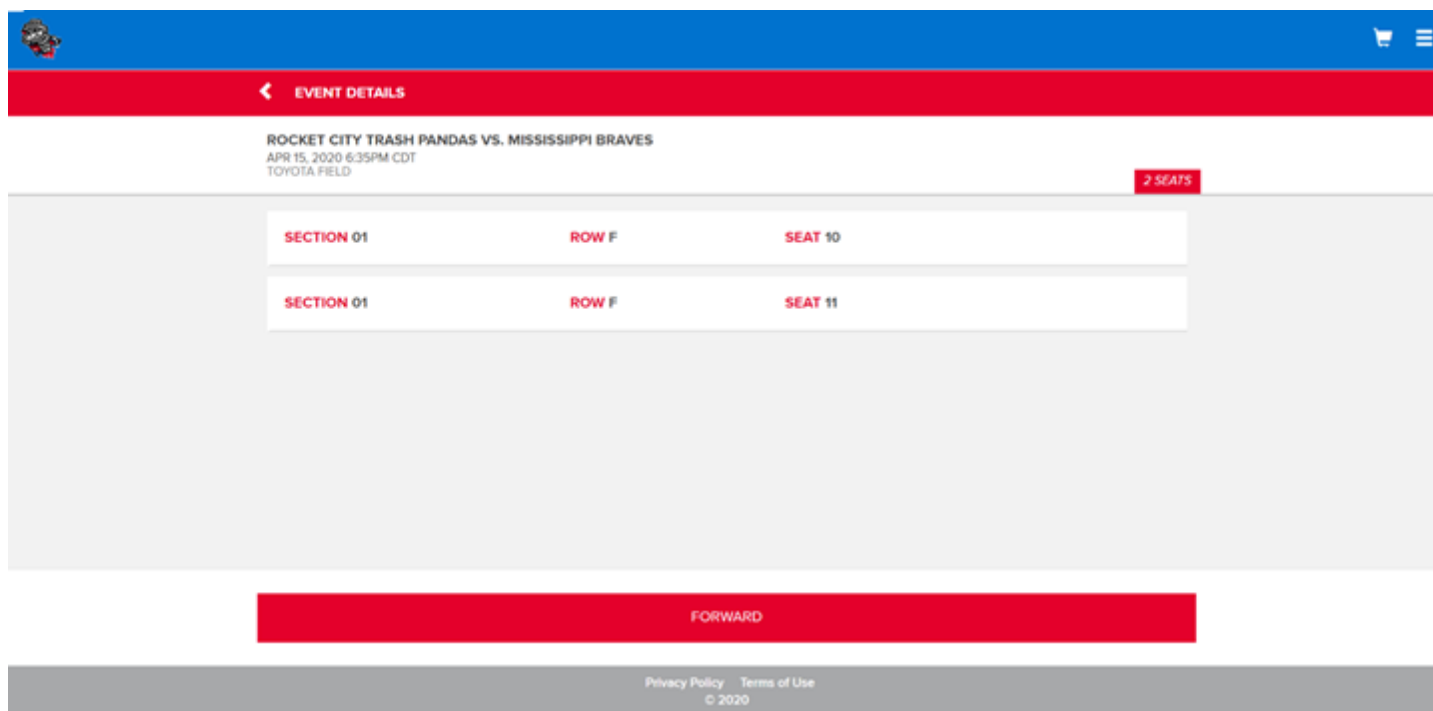 EVENT DETAILS
ROCKET CITY TRASH PANDAS VS. MISSISSIPPI BRAVES
APR 15, 2020 6:35PM CDT
TOYOTA FIELD
2 SEATS
SECTION 01 ROW F SEAT 10
SECTION 01 ROW F SEAT 11
FORWARD
Privacy Policy Terms of Use
© 2020